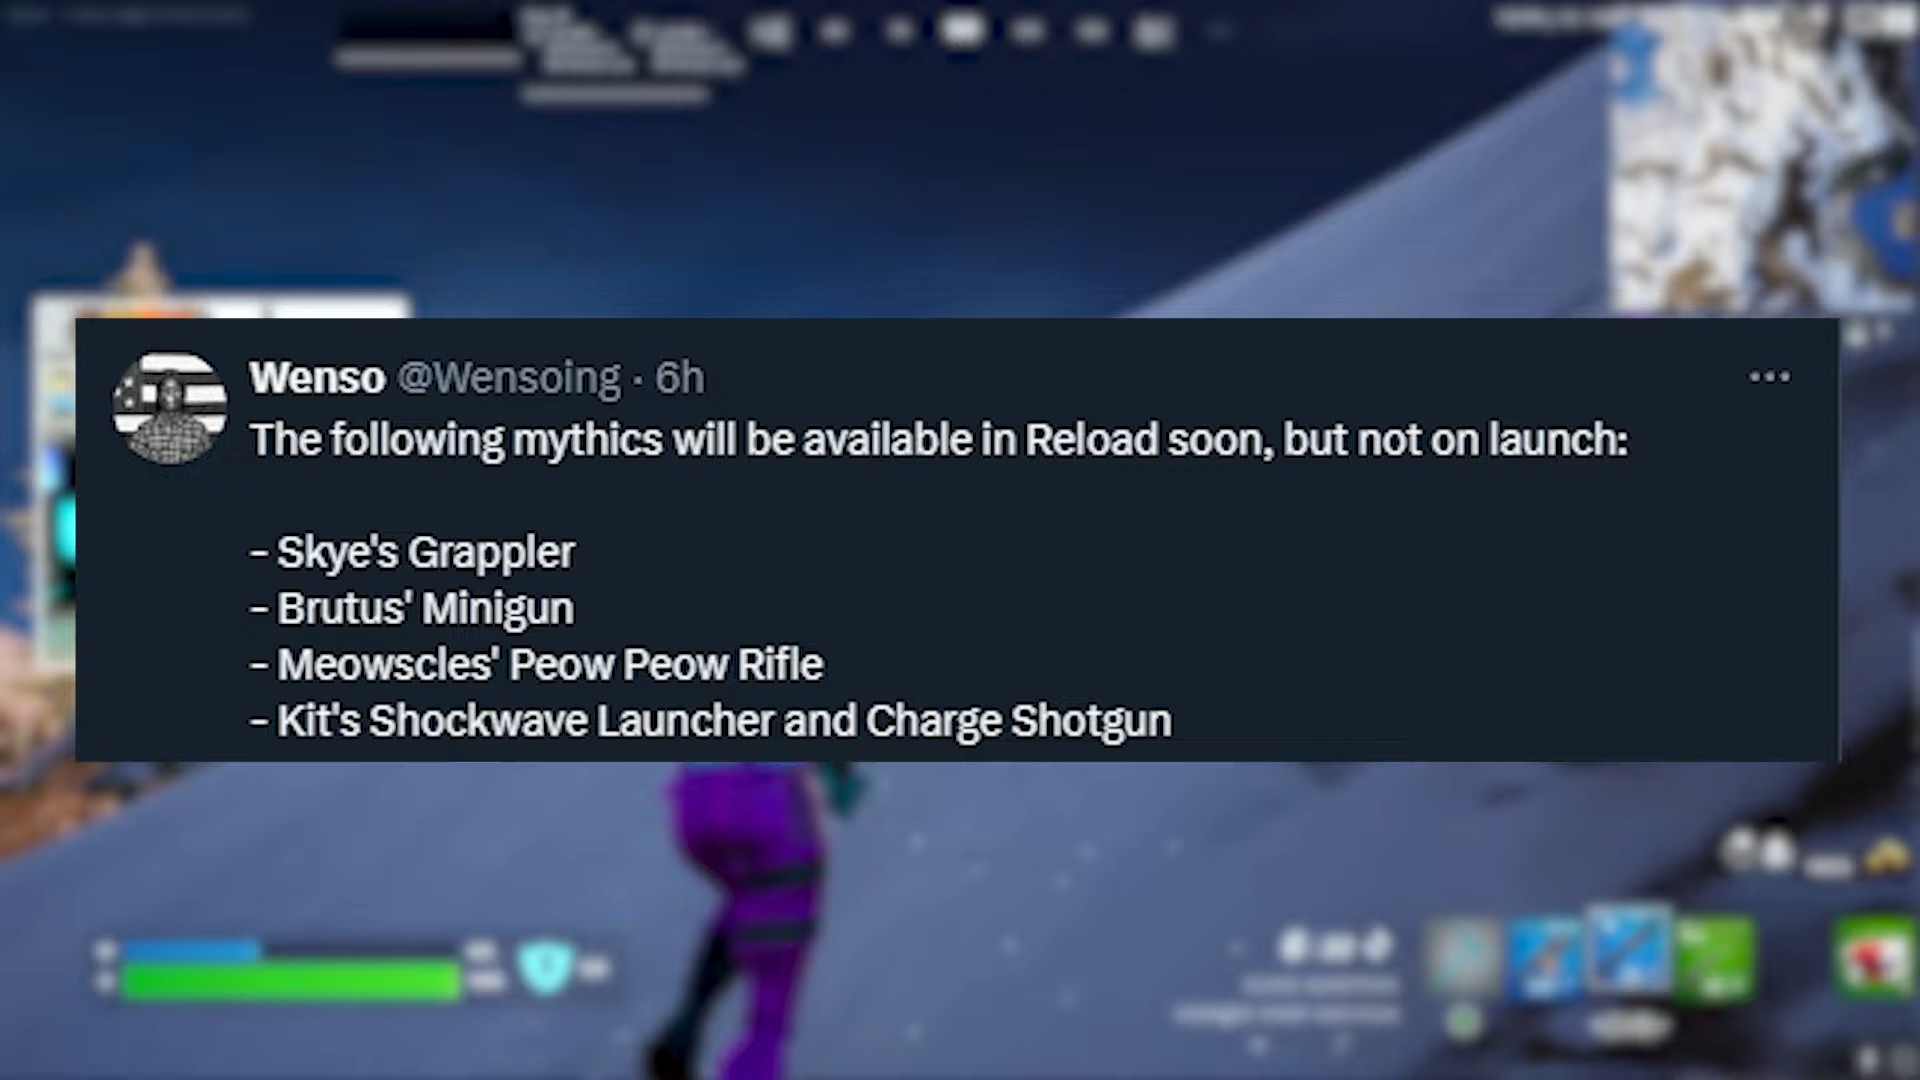 Wenso @Wensoing · 6h
The following mythics will be available in Reload soon, but not on launch:
- Skye's Grappler
- Brutus' Minigun
- Meowscles' Peow Peow Rifle
- Kit's Shockwave Launcher and Charge Shotgun